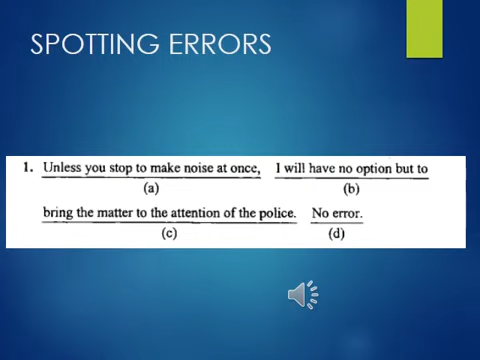 SPOTTING ERRORS
1. Unless you stop to make noise at once, I will have no option but to
(a) (b)
bring the matter to the attention of the police. No error.
(c) (d)